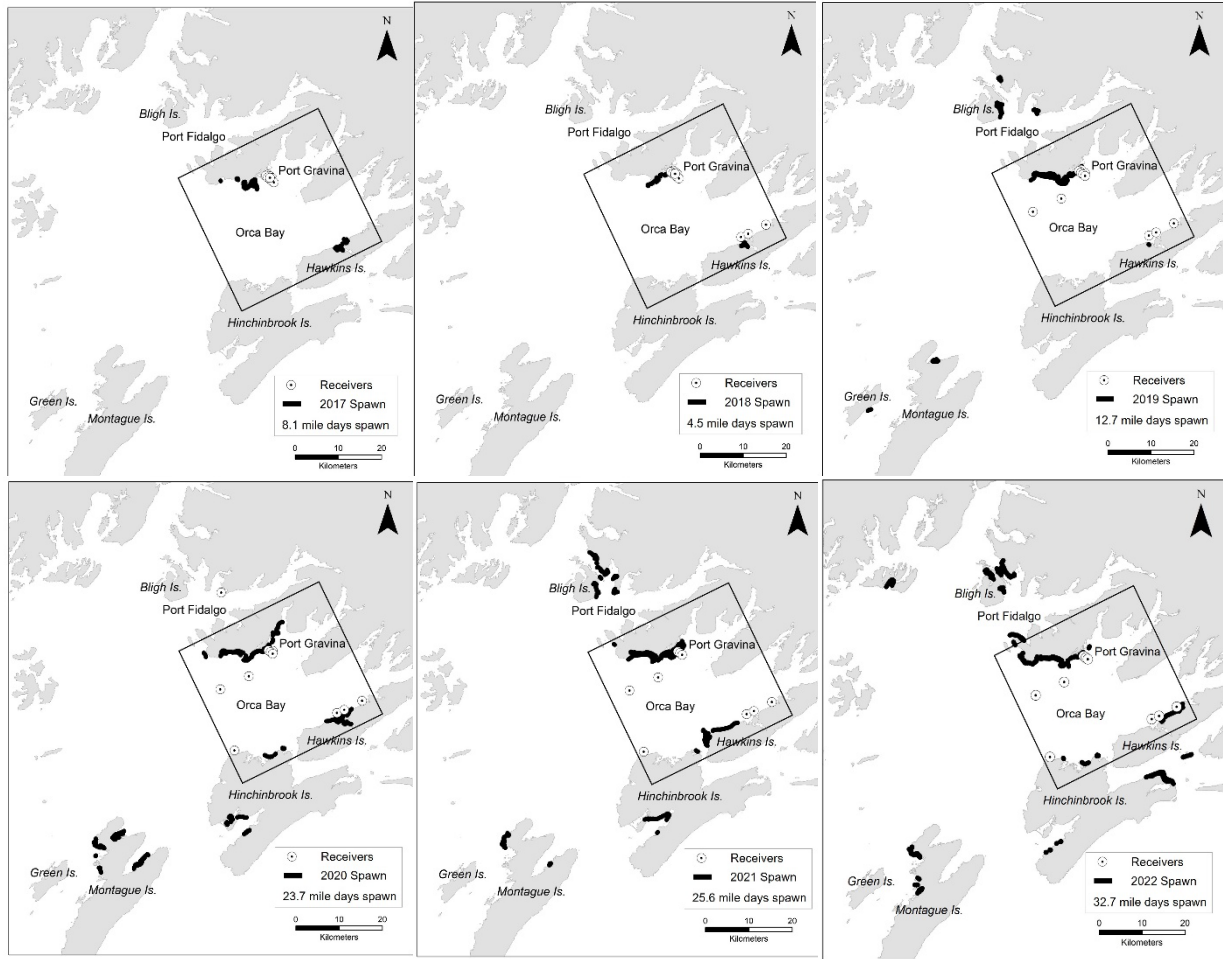 N
Bligh Is.
Port Fidalgo
Port Gravina
Orca Bay
Hawkins Is.
Hinchinbrook Is.
Green Is.
Montague Is.
Receivers
2017 Spawn
8.1 mile days spawn
0 10 20
Kilometers
N
Bligh Is.
Port Fidalgo
Port Gravina
Orca Bay
Hawkins Is.
Hinchinbrook Is.
Green Is.
Montague Is.
Receivers
2018 Spawn
4.5 mile days spawn
0 10 20
Kilometers
N
Bligh Is.
Port Fidalgo
Port Gravina
Orca Bay
Hawkins Is.
Hinchinbrook Is.
Green Is.
Montague Is.
Receivers
2019 Spawn
12.7 mile days spawn
0 10 20
Kilometers
N
Bligh Is.
Port Fidalgo
Port Gravina
Orca Bay
Hawkins Is.
Hinchinbrook Is.
Green Is.
Montague Is.
Receivers
2020 Spawn
23.7 mile days spawn
0 10 20
Kilometers
N
Bligh Is.
Port Fidalgo
Port Gravina
Orca Bay
Hawkins Is.
Hinchinbrook Is.
Green Is.
Montague Is.
Receivers
2021 Spawn
25.6 mile days spawn
0 10 20
Kilometers
N
Bligh Is.
Port Fidalgo
Port Gravina
Orca Bay
Hawkins Is.
Hinchinbrook Is.
Green Is.
Montague Is.
Receivers
2022 Spawn
32.7 mile days spawn
0 10 20
Kilometers